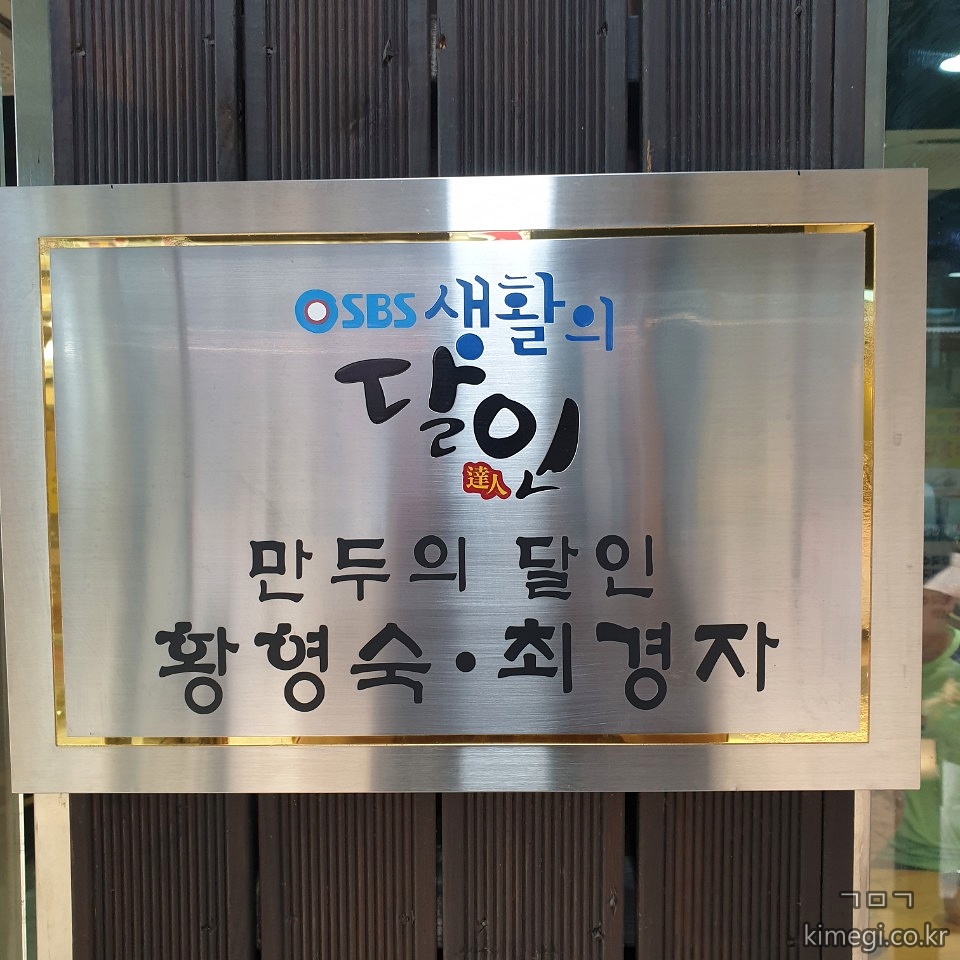 SBS 생활의
달인
達人
만두의 달인
황형숙·최경자
ㄱㅁㄱ
kimegi.co.kr